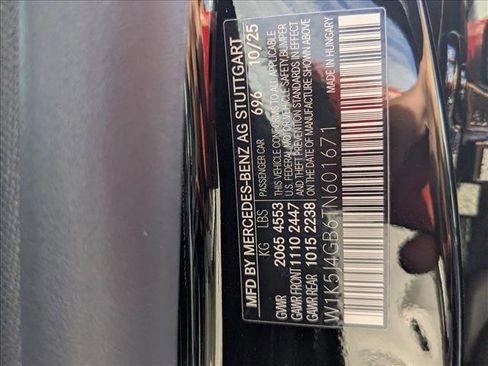 MFD BY MERCEDES-BENZ AG STUTTGART
696 10/25
PASSENGER CAR
KG LBS
GVWR 2065 4553
GAWR FRONT 1110 2447
GAWR REAR 1015 2238
THIS VEHICLE CONFORMS TO ALL APPLICABLE
U.S. FEDERAL MOTOR VEHICLE SAFETY, BUMPER
AND THEFT PREVENTION STANDARDS IN EFFECT
ON THE DATE OF MANUFACTURE SHOWN ABOVE
MADE IN HUNGARY
W1K5J4GB6TN601671